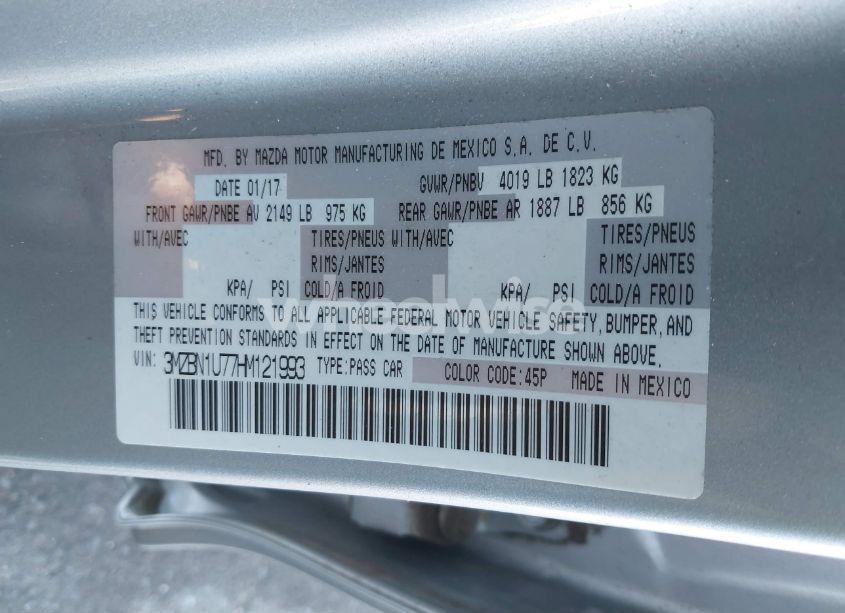 MFD. BY MAZDA MOTOR MANUFACTURING DE MEXICO S.A. DE C.V.
DATE 01/17 GVWR/PNBV 4019 LB 1823 KG
FRONT GAWR/PNBE AV 2149 LB 975 KG REAR GAWR/PNBE AR 1887 LB 856 KG
WITH/AVEC TIRES/PNEUS WITH/AVEC TIRES/PNEUS
RIMS/JANTES RIMS/JANTES
KPA/ PSI COLD/A FROID KPA/ PSI COLD/A FROID
wheelwise
THIS VEHICLE CONFORMS TO ALL APPLICABLE FEDERAL MOTOR VEHICLE SAFETY, BUMPER, AND
THEFT PREVENTION STANDARDS IN EFFECT ON THE DATE OF MANUFACTURE SHOWN ABOVE.
VIN: 3MZBN1U77HM121993 TYPE:PASS CAR COLOR CODE:45P MADE IN MEXICO